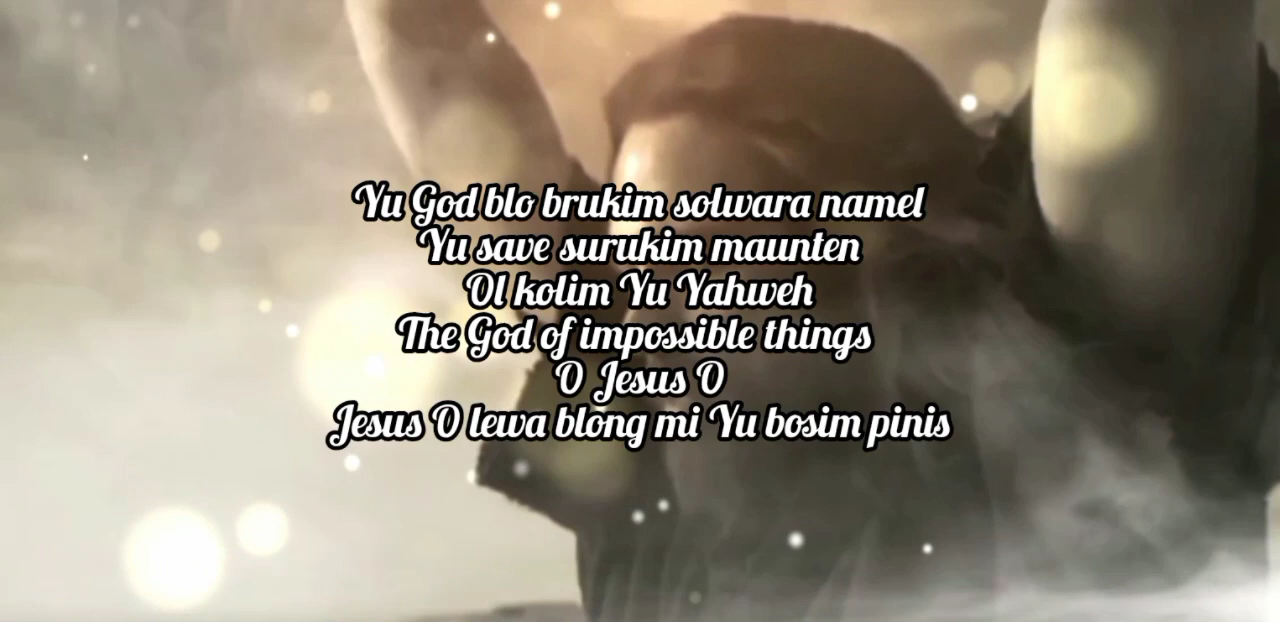 Yu God blo brukim solwara namel
Yu save surukim maunten
Ol kolim Yu Yahweh
The God of impossible things
O Jesus O
Jesus O lewa blong mi Yu bosim pinis